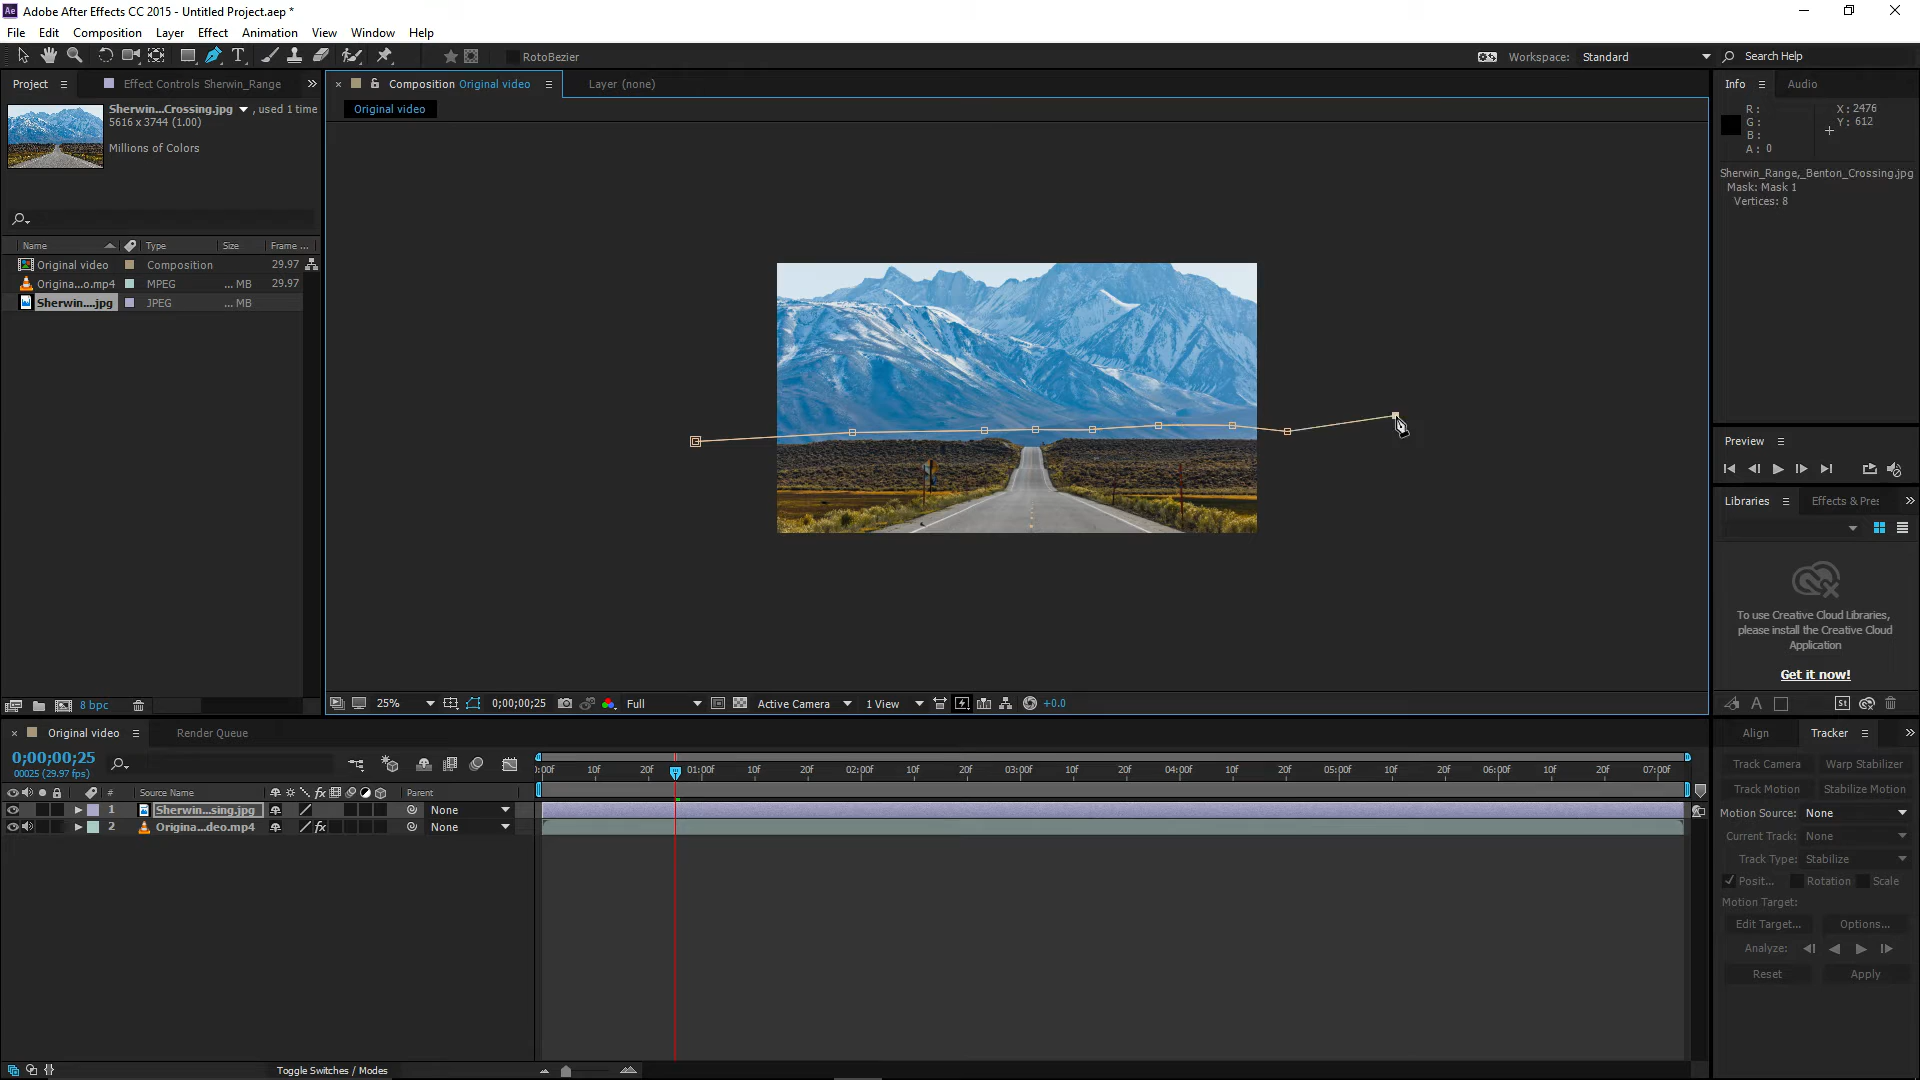 Adobe After Effects CC 2015 - Untitled Project.aep *
File Edit Composition Layer Effect Animation View Window Help
RotoBezier
Workspace: Standard
Search Help
Project
Effect Controls Sherwin_Range
Sherwin...Crossing.jpg , used 1 time
5616 x 3744 (1.00)
Millions of Colors
Name Type Size Frame ...
Original video Composition 29.97
Origina...o.mp4 MPEG ... MB 29.97
Sherwin....jpg JPEG ... MB
8 bpc
Composition Original video
Layer (none)
Original video
25%
0;00;00;25
Full
Active Camera
1 View
+0.0
Info Audio
R :
G :
B :
A : 0
X : 2476
Y : 612
Sherwin_Range,_Benton_Crossing.jpg
Mask: Mask 1
Vertices: 8
Preview
Libraries Effects & Pres
To use Creative Cloud Libraries,
please install the Creative Cloud
Application
Get it now!
Original video
Render Queue
0;00;00;25
00025 (29.97 fps)
# Source Name Parent
1 Sherwin...sing.jpg None
2 Origina...deo.mp4 None
):00f 10f 20f 01:00f 10f 20f 02:00f 10f 20f 03:00f 10f 20f 04:00f 10f 20f 05:00f 10f 20f 06:00f 10f 20f 07:00f
Toggle Switches / Modes
Align Tracker
Track Camera Warp Stabilizer
Track Motion Stabilize Motion
Motion Source: None
Current Track: None
Track Type: Stabilize
Posit... Rotation Scale
Motion Target:
Edit Target... Options...
Analyze:
Reset Apply